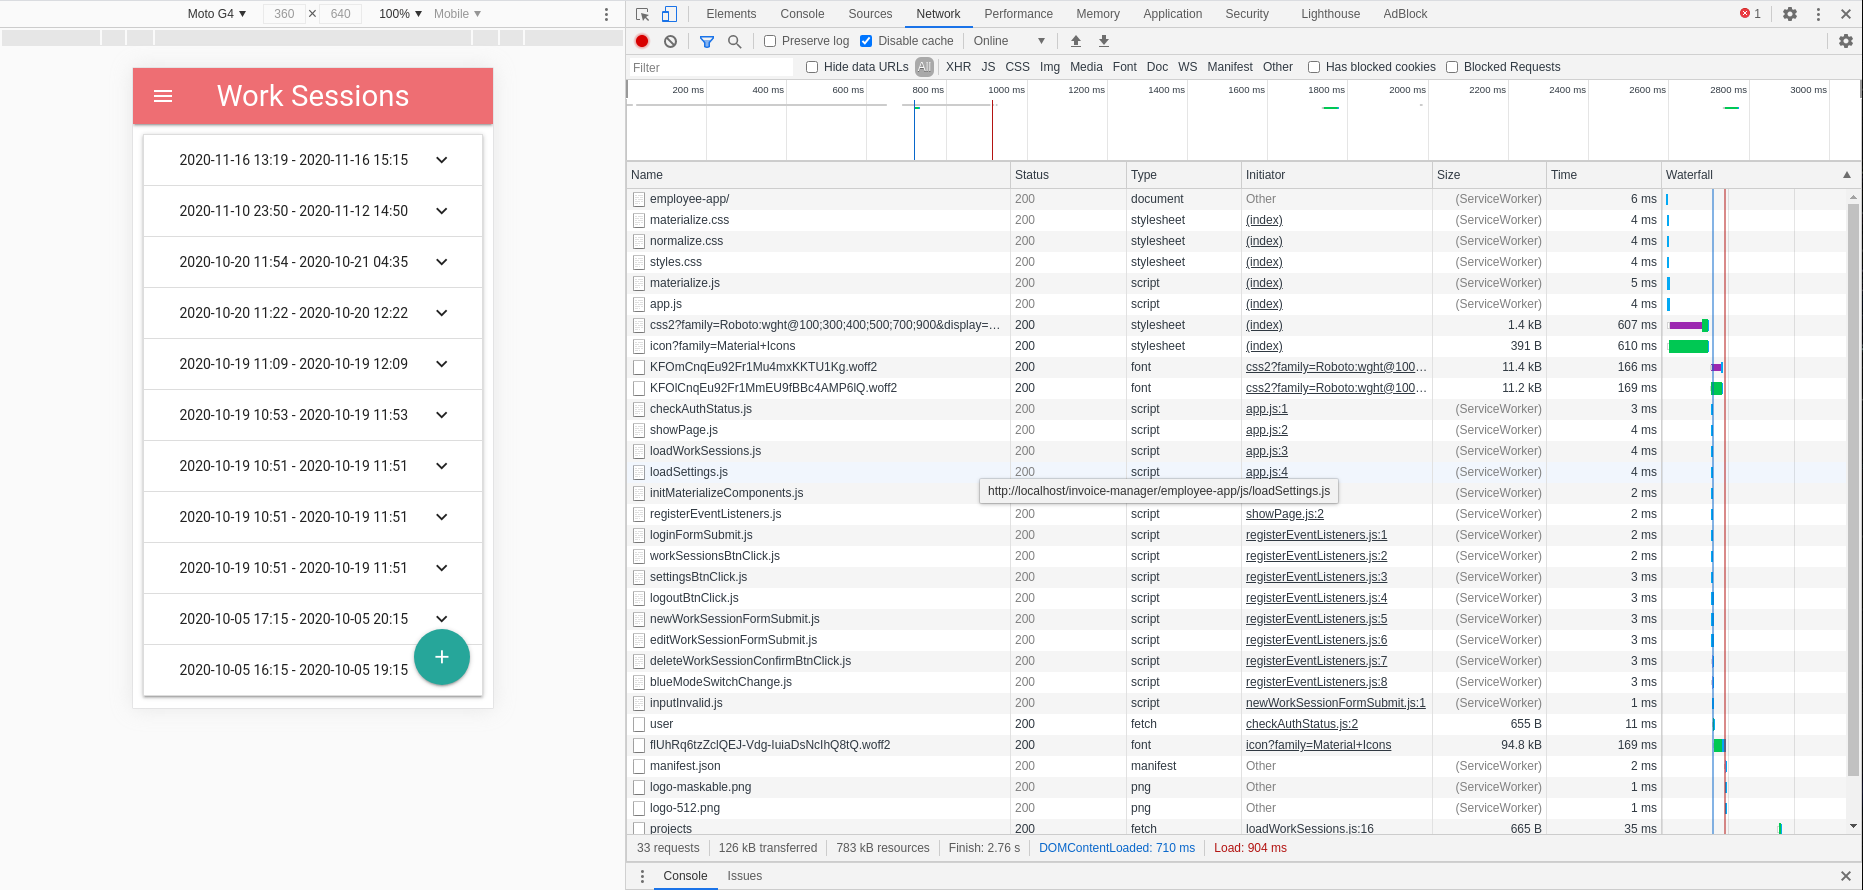 Moto G4 ▼ 360 × 640 100% ▼ Mobile ▼
Elements Console Sources Network Performance Memory Application Security Lighthouse AdBlock 1
Preserve log Disable cache Online ▼
Filter Hide data URLs All XHR JS CSS Img Media Font Doc WS Manifest Other Has blocked cookies Blocked Requests
200 ms 400 ms 600 ms 800 ms 1000 ms 1200 ms 1400 ms 1600 ms 1800 ms 2000 ms 2200 ms 2400 ms 2600 ms 2800 ms 3000 ms
Work Sessions
2020-11-16 13:19 - 2020-11-16 15:15
2020-11-10 23:50 - 2020-11-12 14:50
2020-10-20 11:54 - 2020-10-21 04:35
2020-10-20 11:22 - 2020-10-20 12:22
2020-10-19 11:09 - 2020-10-19 12:09
2020-10-19 10:53 - 2020-10-19 11:53
2020-10-19 10:51 - 2020-10-19 11:51
2020-10-19 10:51 - 2020-10-19 11:51
2020-10-19 10:51 - 2020-10-19 11:51
2020-10-05 17:15 - 2020-10-05 20:15
2020-10-05 16:15 - 2020-10-05 19:15
+
Name Status Type Initiator Size Time Waterfall ▲
employee-app/ 200 document Other (ServiceWorker) 6 ms
materialize.css 200 stylesheet (index) (ServiceWorker) 4 ms
normalize.css 200 stylesheet (index) (ServiceWorker) 4 ms
styles.css 200 stylesheet (index) (ServiceWorker) 4 ms
materialize.js 200 script (index) (ServiceWorker) 5 ms
app.js 200 script (index) (ServiceWorker) 4 ms
css2?family=Roboto:wght@100;300;400;500;700;900&display=... 200 stylesheet (index) 1.4 kB 607 ms
icon?family=Material+Icons 200 stylesheet (index) 391 B 610 ms
KFOmCnqEu92Fr1Mu4mxKKTU1Kg.woff2 200 font css2?family=Roboto:wght@100... 11.4 kB 166 ms
KFOlCnqEu92Fr1MmEU9fBBc4AMP6lQ.woff2 200 font css2?family=Roboto:wght@100... 11.2 kB 169 ms
checkAuthStatus.js 200 script app.js:1 (ServiceWorker) 3 ms
showPage.js 200 script app.js:2 (ServiceWorker) 4 ms
loadWorkSessions.js 200 script app.js:3 (ServiceWorker) 4 ms
loadSettings.js 200 script app.js:4 (ServiceWorker) 4 ms
http://localhost/invoice-manager/employee-app/js/loadSettings.js
initMaterializeComponents.js (ServiceWorker) 2 ms
registerEventListeners.js 200 script showPage.js:2 (ServiceWorker) 2 ms
loginFormSubmit.js 200 script registerEventListeners.js:1 (ServiceWorker) 2 ms
workSessionsBtnClick.js 200 script registerEventListeners.js:2 (ServiceWorker) 2 ms
settingsBtnClick.js 200 script registerEventListeners.js:3 (ServiceWorker) 3 ms
logoutBtnClick.js 200 script registerEventListeners.js:4 (ServiceWorker) 3 ms
newWorkSessionFormSubmit.js 200 script registerEventListeners.js:5 (ServiceWorker) 3 ms
editWorkSessionFormSubmit.js 200 script registerEventListeners.js:6 (ServiceWorker) 3 ms
deleteWorkSessionConfirmBtnClick.js 200 script registerEventListeners.js:7 (ServiceWorker) 3 ms
blueModeSwitchChange.js 200 script registerEventListeners.js:8 (ServiceWorker) 3 ms
inputInvalid.js 200 script newWorkSessionFormSubmit.js:1 (ServiceWorker) 1 ms
user 200 fetch checkAuthStatus.js:2 655 B 11 ms
flUhRq6tzZclQEJ-Vdg-IuiaDsNcIhQ8tQ.woff2 200 font icon?family=Material+Icons 94.8 kB 169 ms
manifest.json 200 manifest Other (ServiceWorker) 2 ms
logo-maskable.png 200 png Other (ServiceWorker) 1 ms
logo-512.png 200 png Other (ServiceWorker) 1 ms
projects 200 fetch loadWorkSessions.js:16 665 B 35 ms
33 requests 126 kB transferred 783 kB resources Finish: 2.76 s DOMContentLoaded: 710 ms Load: 904 ms
Console Issues